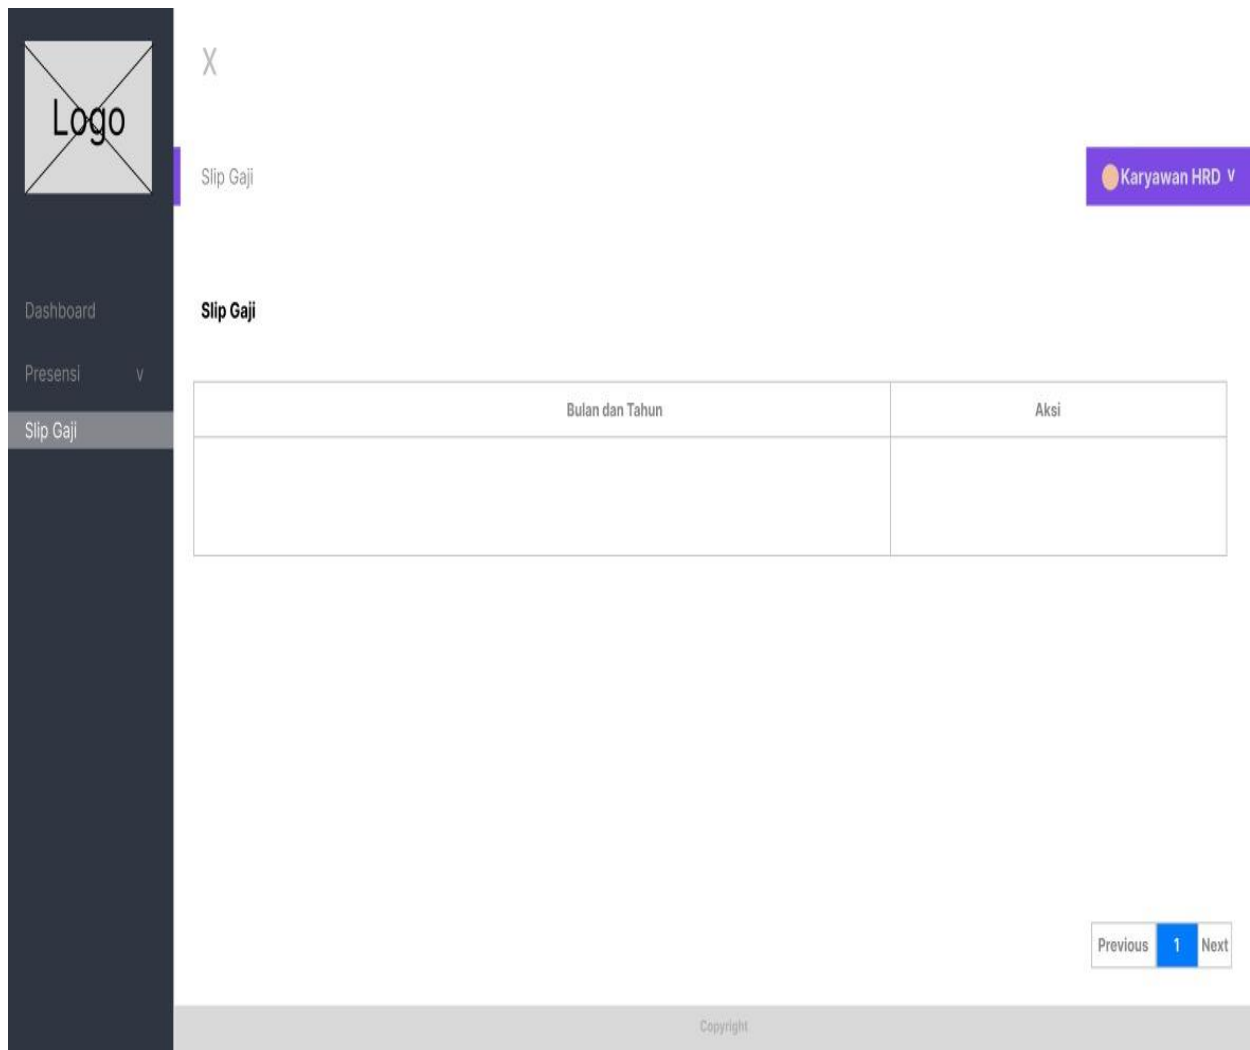 Logo
X
Slip Gaji
Karyawan HRD v
Dashboard
Presensi v
Slip Gaji
Slip Gaji
Bulan dan Tahun Aksi
Previous 1 Next
Copyright